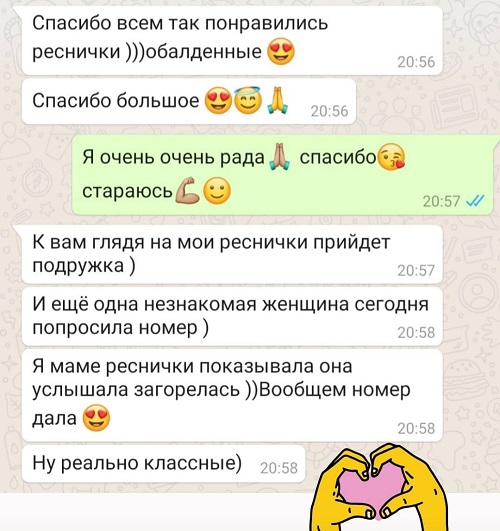 Спасибо всем так понравились
реснички )))обалденные 😍
20:56
Спасибо большое 😍😇🙏
20:56
Я очень очень рада🙏🏽 спасибо😘
стараюсь💪🏽🙂
20:57
К вам глядя на мои реснички прийдет
подружка )
20:57
И ещё одна незнакомая женщина сегодня
попросила номер )
20:58
Я маме реснички показывала она
услышала загорелась ))Вообщем номер
дала 😍
20:58
Ну реально классные)
20:58